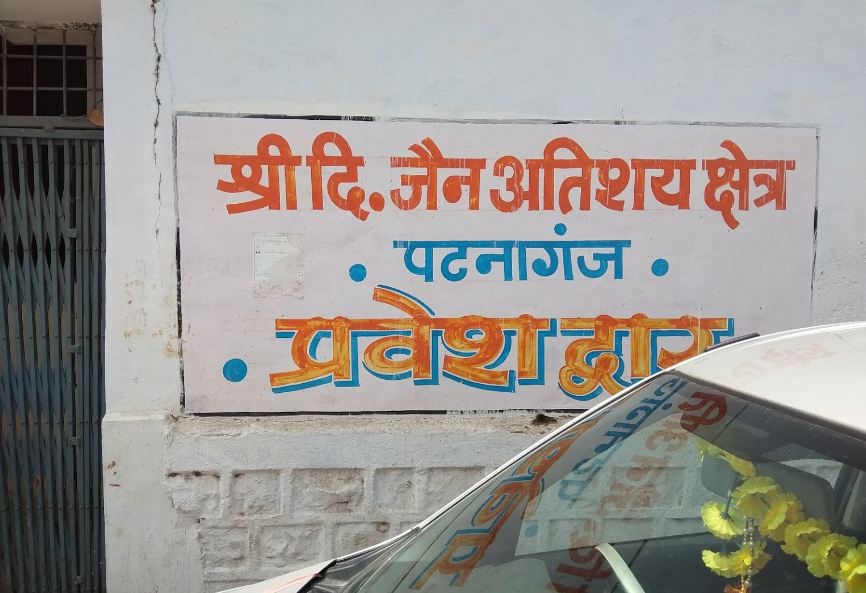 श्री दि. जैन अतिशय क्षेत्र
• पटनागंज •
• प्रवेश द्वार